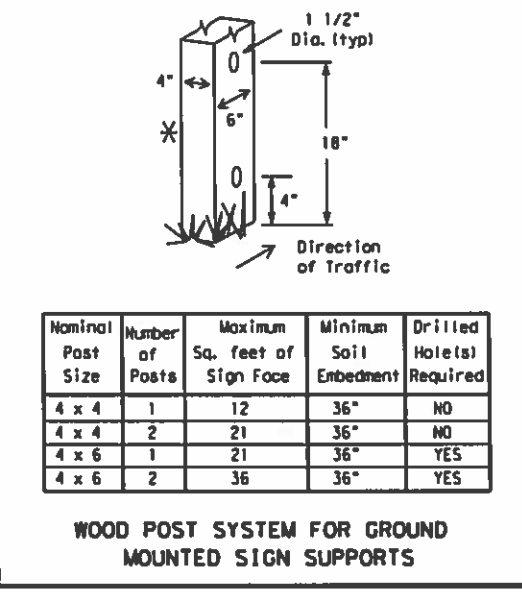 1 1/2"
Dia. (typ)
4"
6"
18"
4"
Direction
of Traffic
Nominal Post Size Number of Posts Maximum Sq. feet of Sign Face Minimum Soil Embedment Drilled Hole(s) Required
4 x 4 1 12 36" NO
4 x 4 2 21 36" NO
4 x 6 1 21 36" YES
4 x 6 2 36 36" YES
WOOD POST SYSTEM FOR GROUND
MOUNTED SIGN SUPPORTS